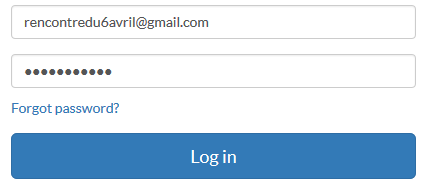 rencontredu6avril@gmail.com
●●●●●●●●●●●
Forgot password?
Log in